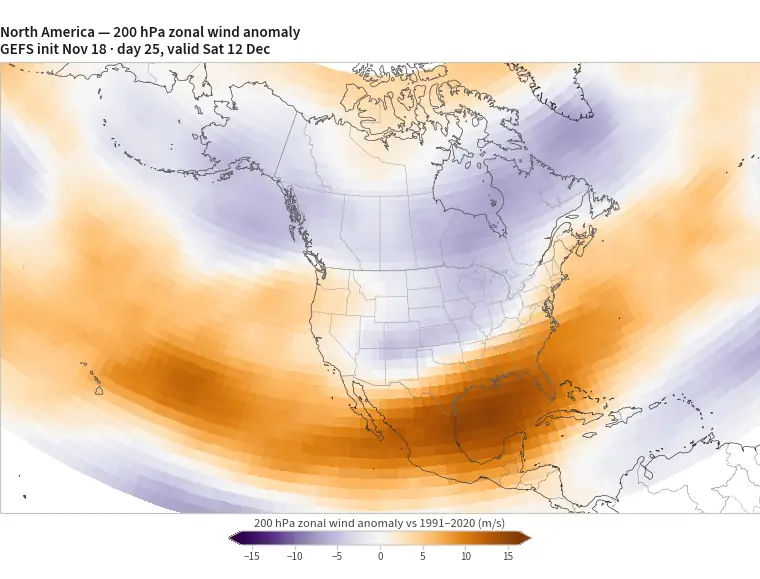 North America — 200 hPa zonal wind anomaly
GEFS init Nov 18 · day 25, valid Sat 12 Dec
200 hPa zonal wind anomaly vs 1991–2020 (m/s)
−15 −10 −5 0 5 10 15